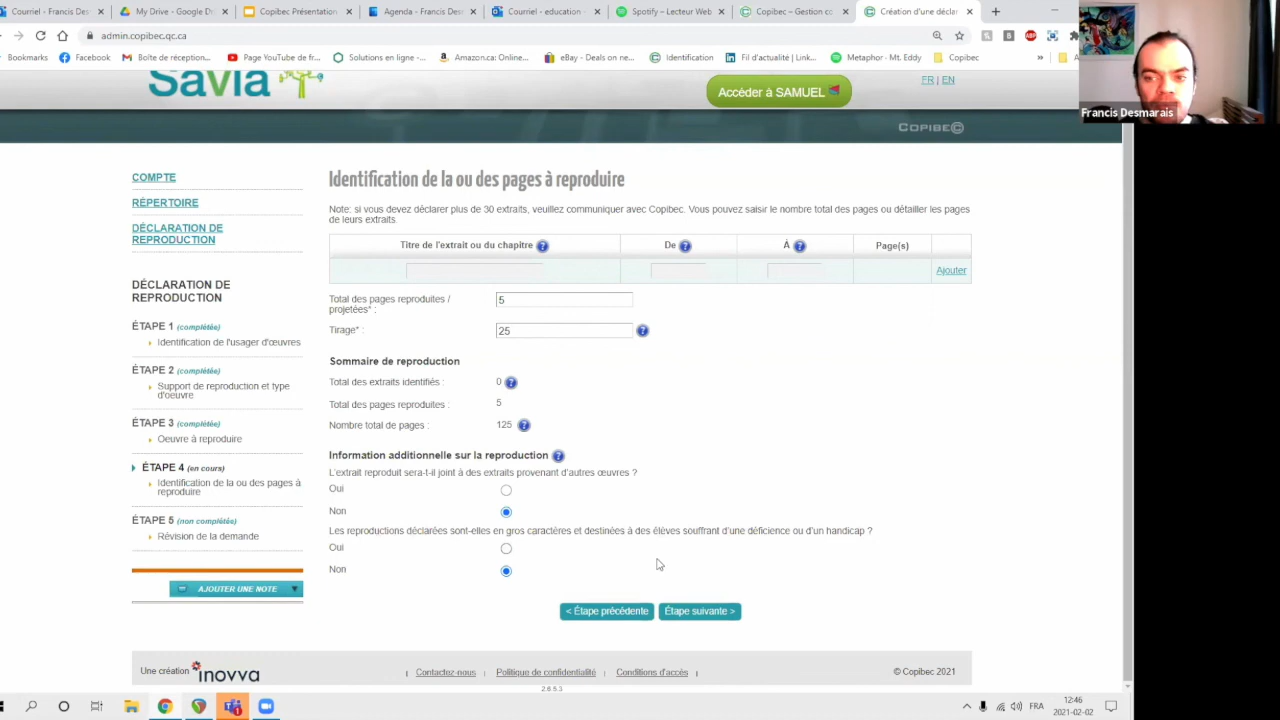 Courriel - Francis Des
My Drive - Google D
Copibec Présentation
Agenda - Francis Des
Courriel - education
Spotify – Lecteur Web
Copibec – Gestion cc
Création d'une déclar
admin.copibec.qc.ca
Bookmarks
Facebook
Boîte de réception...
Page YouTube de fr...
Solutions en ligne -...
Amazon.ca: Online...
eBay - Deals on ne...
Identification
Fil d'actualité | Link...
Metaphor - Mt. Eddy
Copibec
Savia
Accéder à SAMUEL
FR | EN
Francis Desmarais
COPIBEC
COMPTE
RÉPERTOIRE
DÉCLARATION DE
REPRODUCTION
DÉCLARATION DE
REPRODUCTION
ÉTAPE 1 (complétée)
Identification de l'usager d'œuvres
ÉTAPE 2 (complétée)
Support de reproduction et type
d'oeuvre
ÉTAPE 3 (complétée)
Oeuvre à reproduire
ÉTAPE 4 (en cours)
Identification de la ou des pages à
reproduire
ÉTAPE 5 (non complétée)
Révision de la demande
AJOUTER UNE NOTE
Identification de la ou des pages à reproduire
Note: si vous devez déclarer plus de 30 extraits, veuillez communiquer avec Copibec. Vous pouvez saisir le nombre total des pages ou détailler les pages
de leurs extraits.
Titre de l'extrait ou du chapitre ? De ? À ? Page(s)
Ajouter
Total des pages reproduites /
projetées* :
5
Tirage* : 25 ?
Sommaire de reproduction
Total des extraits identifiés : 0 ?
Total des pages reproduites : 5
Nombre total de pages : 125 ?
Information additionnelle sur la reproduction ?
L'extrait reproduit sera-t-il joint à des extraits provenant d'autres œuvres ?
Oui
Non
Les reproductions déclarées sont-elles en gros caractères et destinées à des élèves souffrant d'une déficience ou d'un handicap ?
Oui
Non
< Étape précédente
Étape suivante >
Une création inovva
Contactez-nous
Politique de confidentialité
Conditions d'accès
© Copibec 2021
2.6.5.3
FRA
12:46
2021-02-02